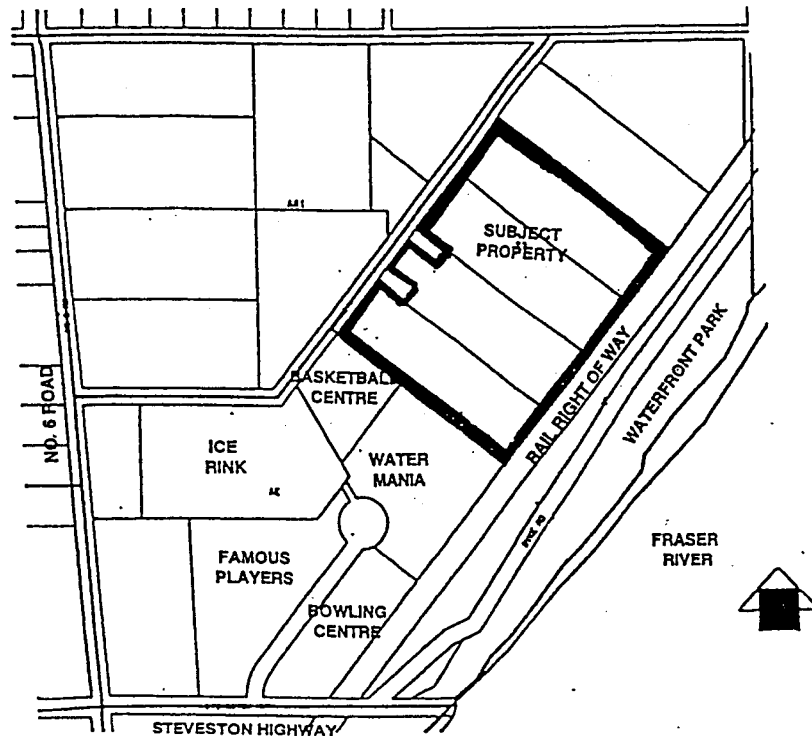 SUBJECT
PROPERTY
BASKETBALL
CENTRE
NO. 6 ROAD
ICE
RINK
WATER
MANIA
RAIL RIGHT OF WAY
WATERFRONT PARK
FAMOUS
PLAYERS
FRASER
RIVER
BOWLING
CENTRE
STEVESTON HIGHWAY